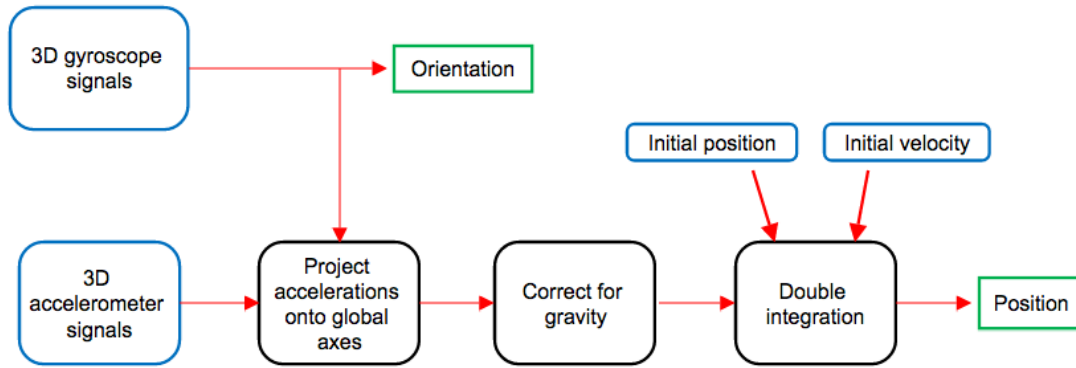 3D gyroscope
signals
Orientation
Initial position
Initial velocity
3D
accelerometer
signals
Project
accelerations
onto global
axes
Correct for
gravity
Double
integration
Position